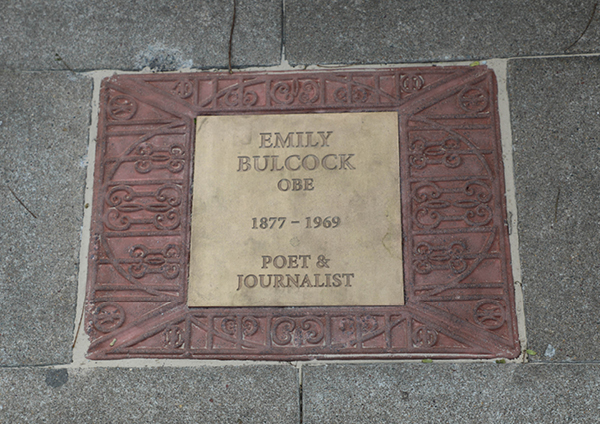 EMILY
BULCOCK
OBE
1877 – 1969
POET &
JOURNALIST